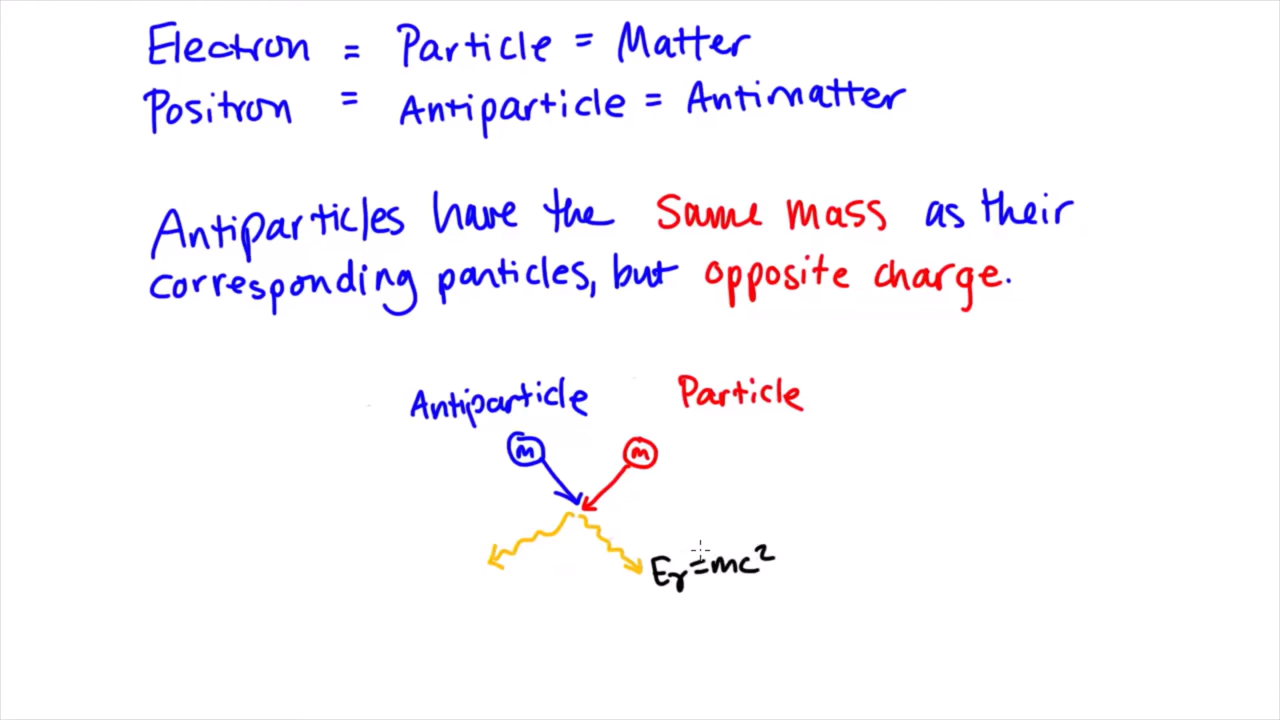 Electron = Particle = Matter
Positron = Antiparticle = Antimatter
Antiparticles have the same mass as their
corresponding particles, but opposite charge.
Antiparticle Particle
m m
Eγ=mc²